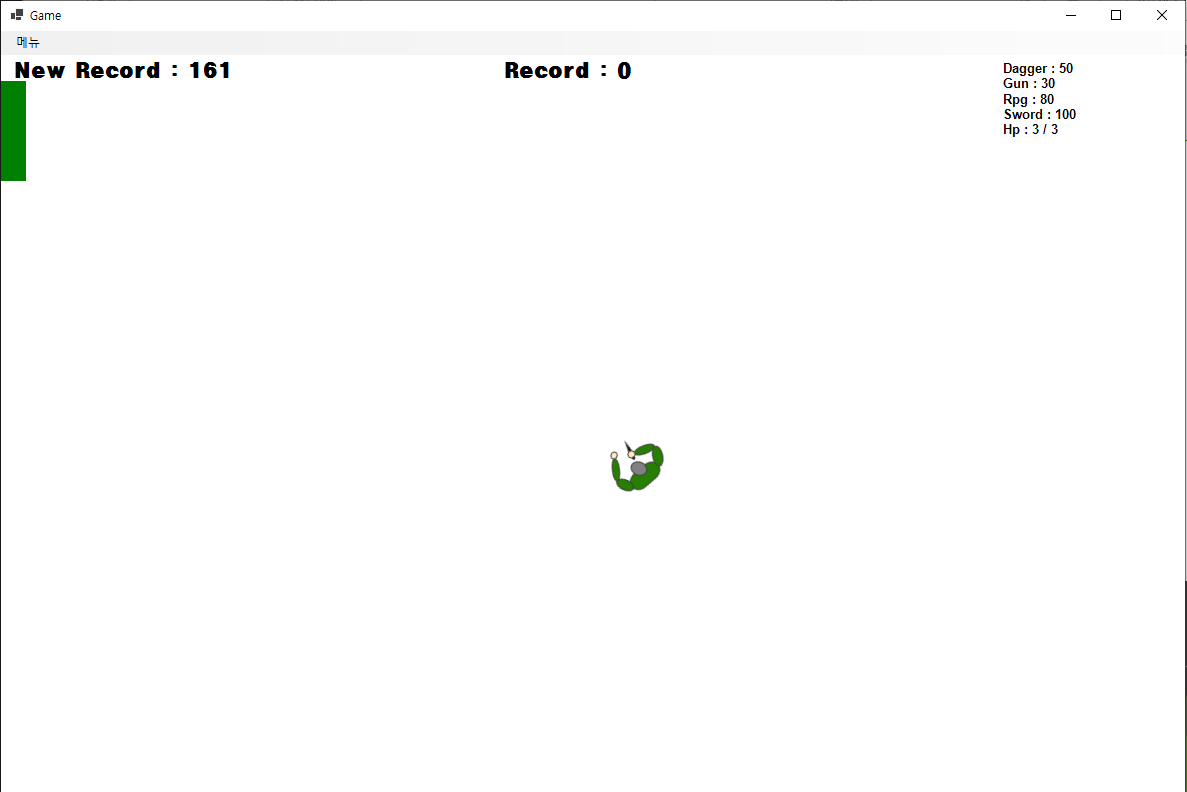 Game
메뉴
New Record : 161
Record : 0
Dagger : 50
Gun : 30
Rpg : 80
Sword : 100
Hp : 3 / 3